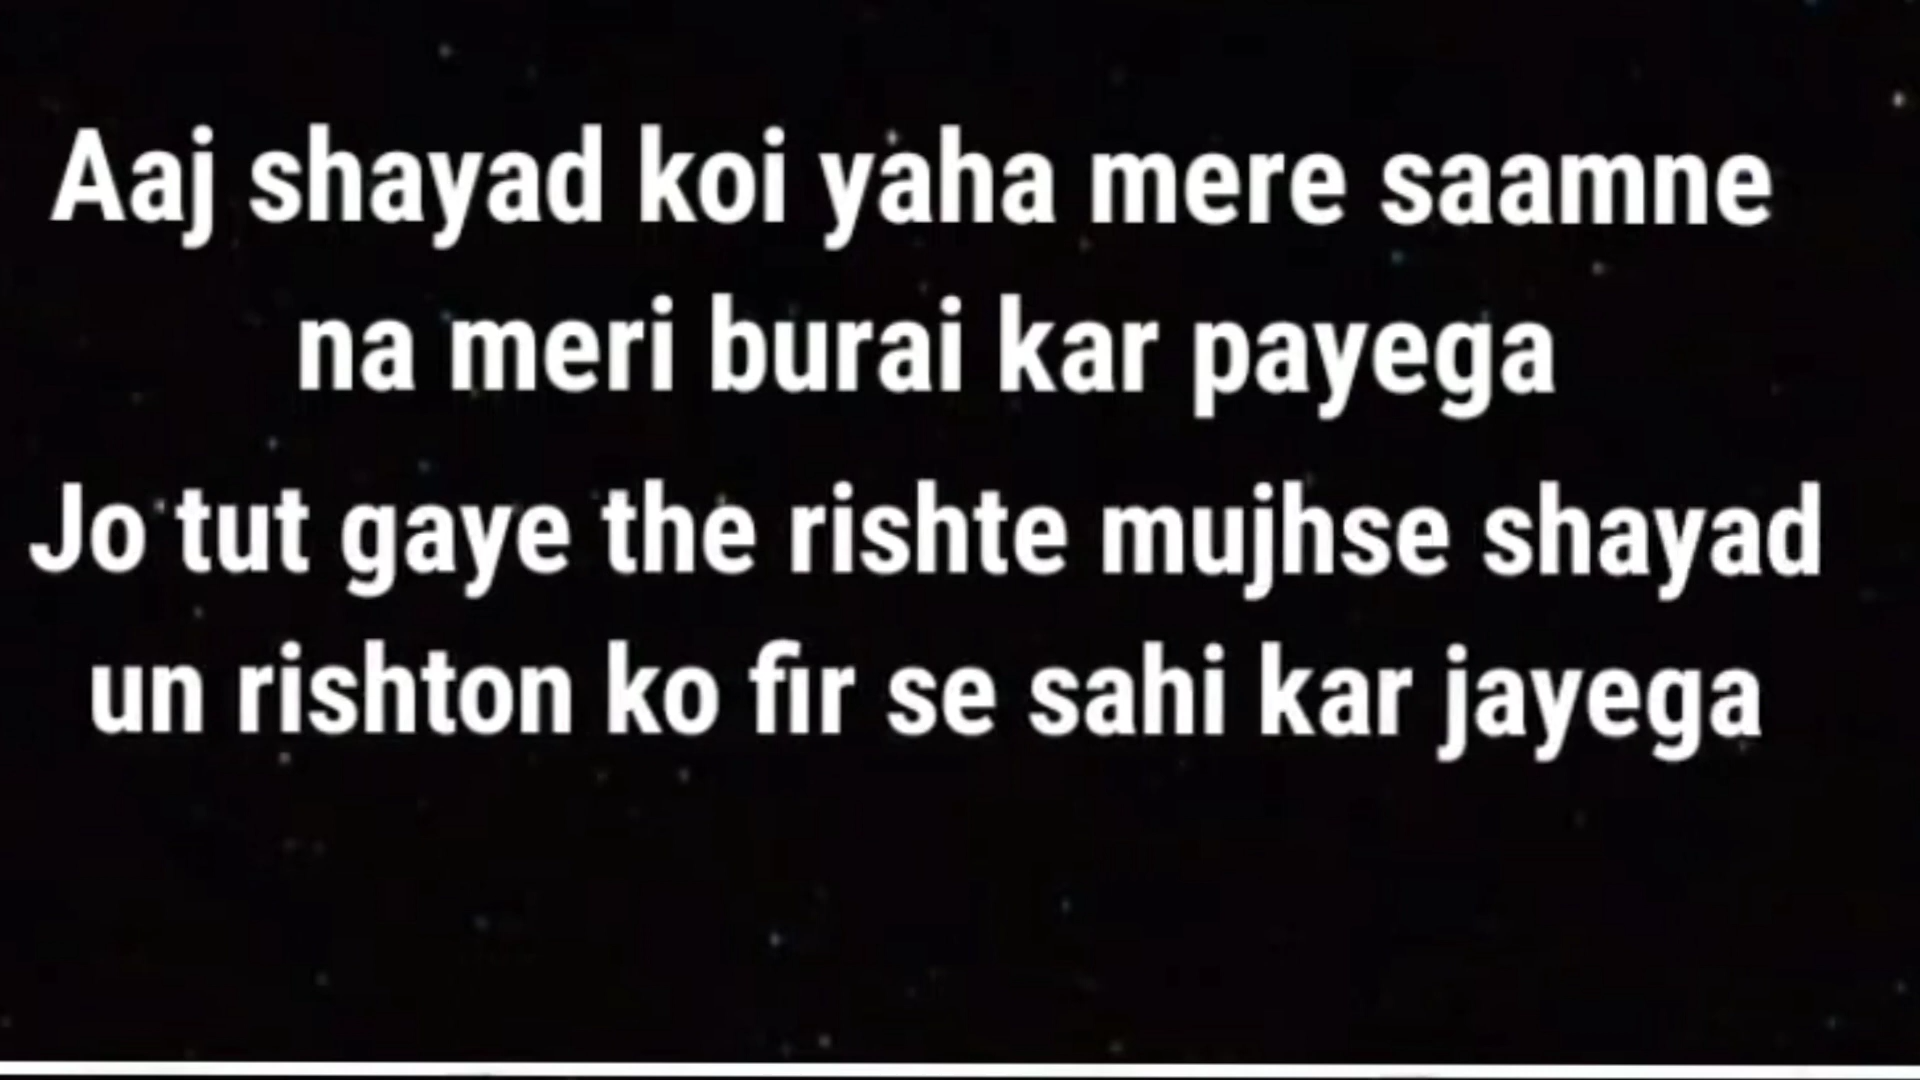 Aaj shayad koi yaha mere saamne
na meri burai kar payega
Jo tut gaye the rishte mujhse shayad
un rishton ko fir se sahi kar jayega